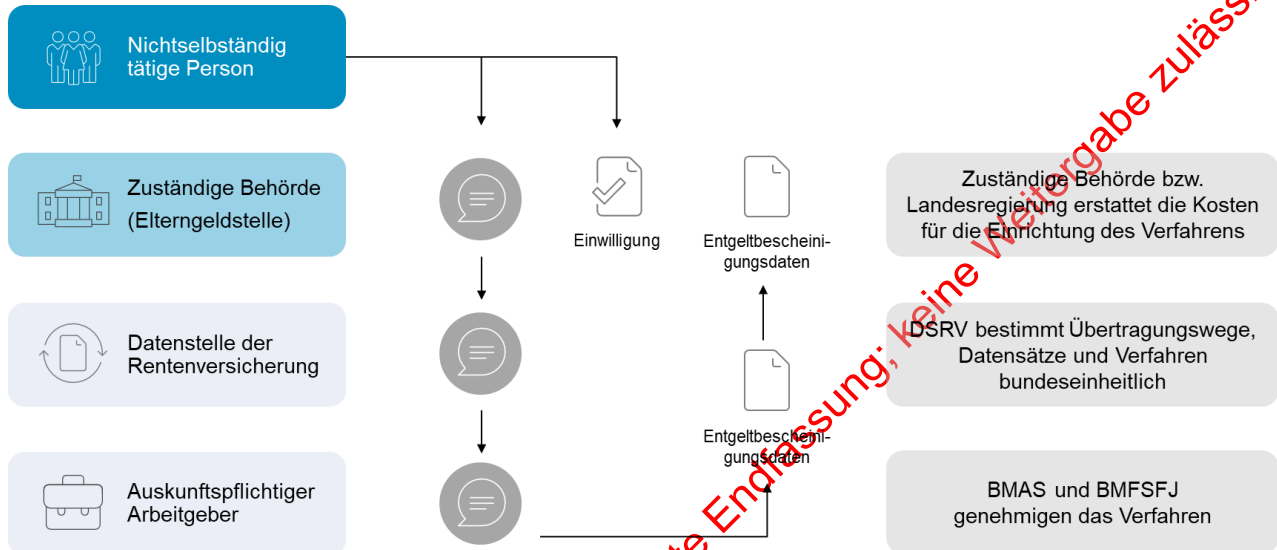 Nichtselbständig
tätige Person
Zuständige Behörde
(Elterngeldstelle)
Einwilligung
Entgeltbescheini-
gungsdaten
Zuständige Behörde bzw.
Landesregierung erstattet die Kosten
für die Einrichtung des Verfahrens
Datenstelle der
Rentenversicherung
Entgeltbescheini-
gungsdaten
DSRV bestimmt Übertragungswege,
Datensätze und Verfahren
bundeseinheitlich
Auskunftspflichtiger
Arbeitgeber
BMAS und BMFSFJ
genehmigen das Verfahren
Endfassung; keine Weitergabe